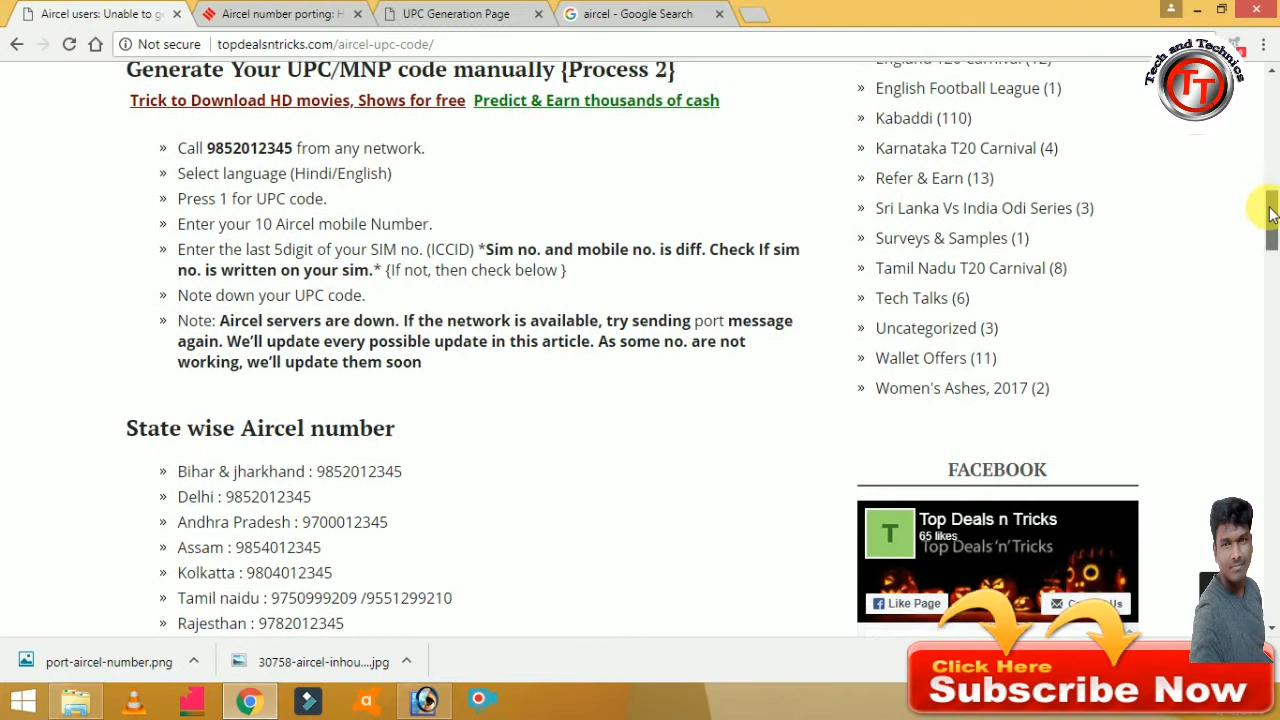 Aircel users: Unable to ge
Aircel number porting: H
UPC Generation Page
aircel - Google Search
Not secure
topdealsntricks.com/aircel-upc-code/
Tech and Technics
TT
Generate Your UPC/MNP code manually {Process 2}
Trick to Download HD movies, Shows for free Predict & Earn thousands of cash
» Call 9852012345 from any network.
» Select language (Hindi/English)
» Press 1 for UPC code.
» Enter your 10 Aircel mobile Number.
» Enter the last 5digit of your SIM no. (ICCID) *Sim no. and mobile no. is diff. Check If sim
no. is written on your sim.* {If not, then check below }
» Note down your UPC code.
» Note: Aircel servers are down. If the network is available, try sending port message
again. We'll update every possible update in this article. As some no. are not
working, we'll update them soon
State wise Aircel number
» Bihar & jharkhand : 9852012345
» Delhi : 9852012345
» Andhra Pradesh : 9700012345
» Assam : 9854012345
» Kolkatta : 9804012345
» Tamil naidu : 9750999209 /9551299210
» Rajesthan : 9782012345
» England T20 Carnival (12)
» English Football League (1)
» Kabaddi (110)
» Karnataka T20 Carnival (4)
» Refer & Earn (13)
» Sri Lanka Vs India Odi Series (3)
» Surveys & Samples (1)
» Tamil Nadu T20 Carnival (8)
» Tech Talks (6)
» Uncategorized (3)
» Wallet Offers (11)
» Women's Ashes, 2017 (2)
FACEBOOK
T
Top Deals n Tricks
65 likes
Top Deals 'n' Tricks
Like Page
Us
port-aircel-number.png
30758-aircel-inhou....jpg
Click Here
Subscribe Now